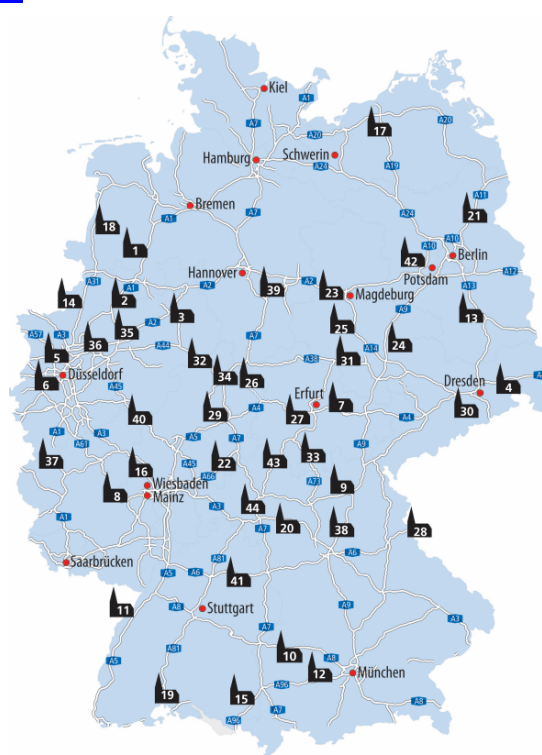 Kiel
A1
A7
A20
A20
17
Hamburg
Schwerin
A24
A19
A11
18
Bremen
A1
1
A7
A24
21
A10
42
A10
Berlin
Potsdam
A12
Hannover
39
A2
23
Magdeburg
A13
14
A31
2
A1
A2
3
A9
13
A57
A3
36
35
A44
A7
25
24
5
32
A38
31
A14
6
Düsseldorf
A45
34
26
Dresden
4
A4
40
29
A4
Erfurt
27
7
A4
30
A1
A3
A61
A5
A7
A9
37
16
A45
22
43
33
Wiesbaden
A66
8
Mainz
A3
A73
9
44
A1
20
A7
38
28
Saarbrücken
A5
A6
A81
A6
41
11
A8
Stuttgart
A7
A9
A3
A5
A81
10
A8
12
München
19
15
A96
A96
A7
A8